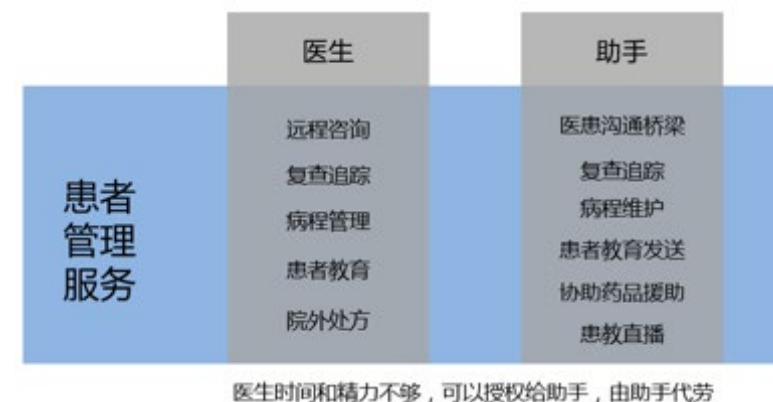 医生
助手
患者
管理
服务
远程咨询
复查追踪
病程管理
患者教育
院外处方
医患沟通桥梁
复查追踪
病程维护
患者教育发送
协助药品援助
患教直播
医生时间和精力不够，可以授权给助手，由助手代劳